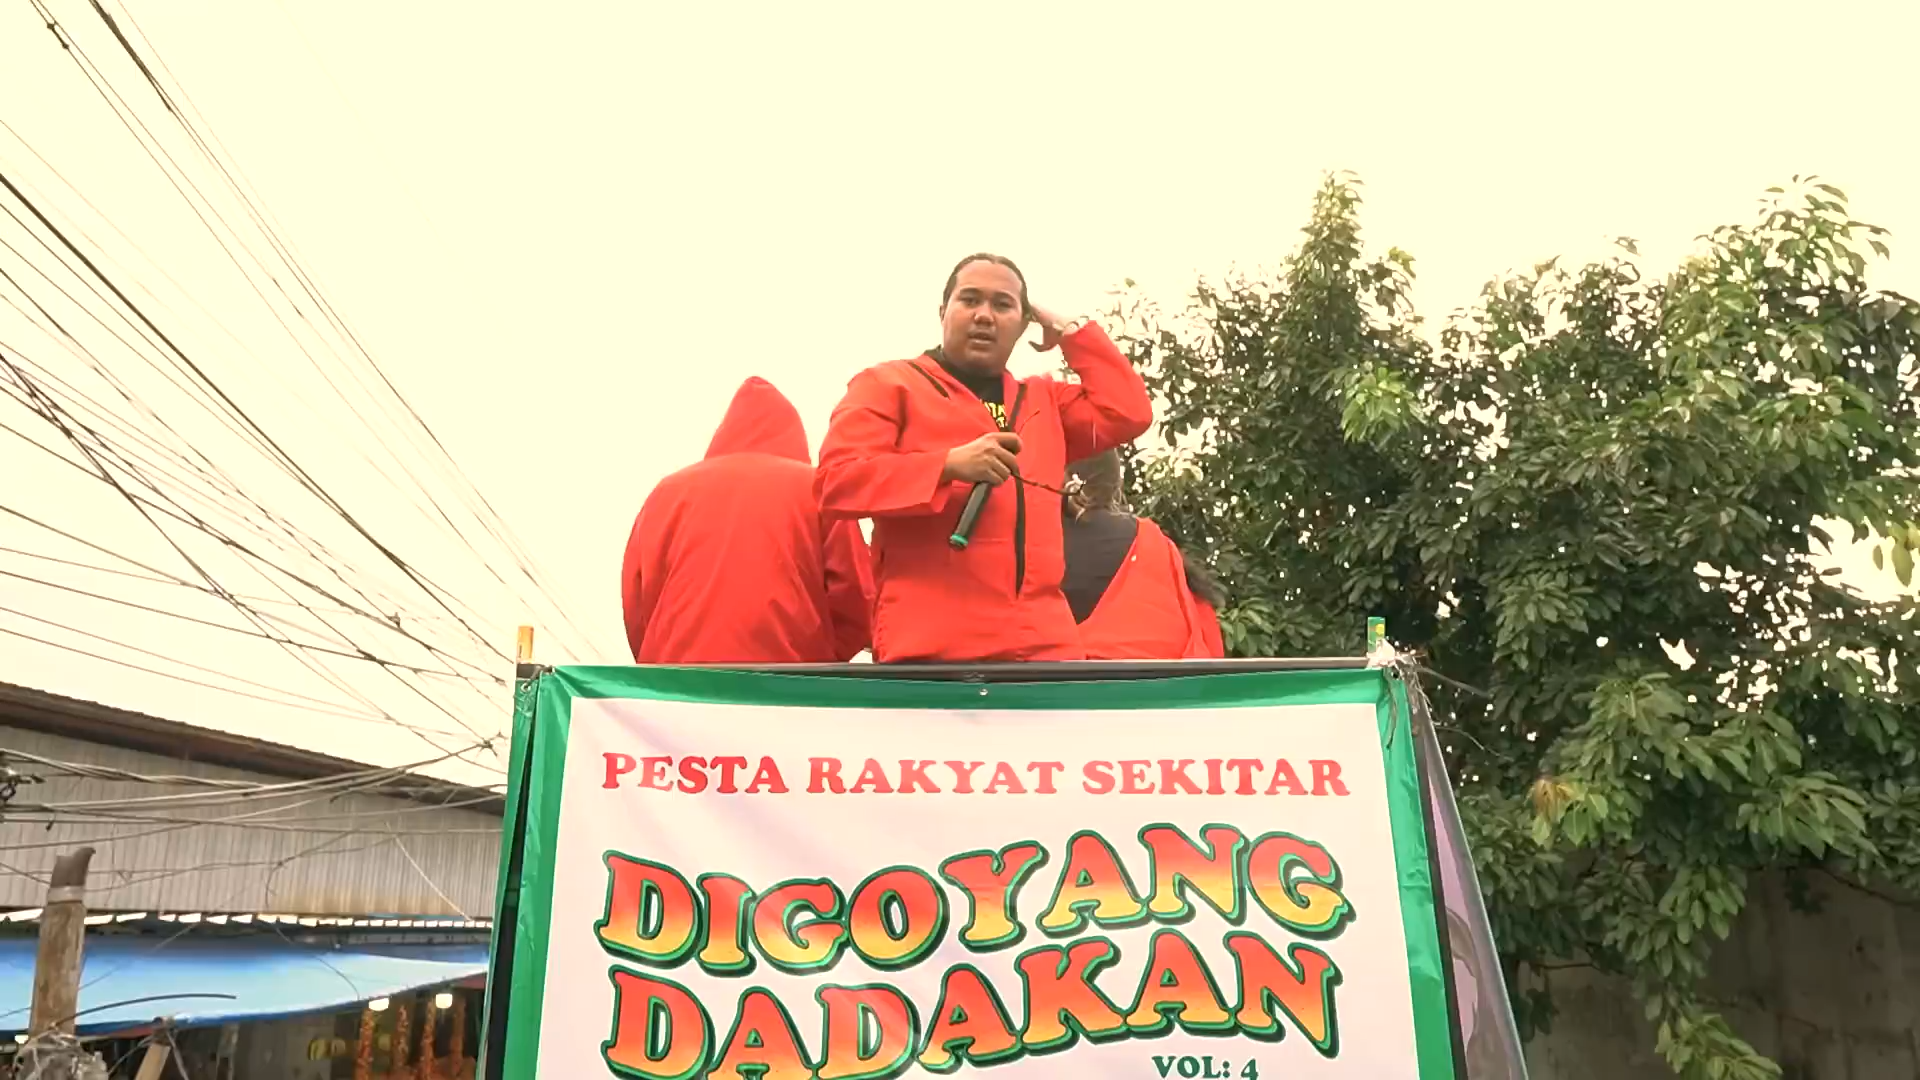 PESTA RAKYAT SEKITAR
DIGOYANG
DADAKAN
VOL: 4